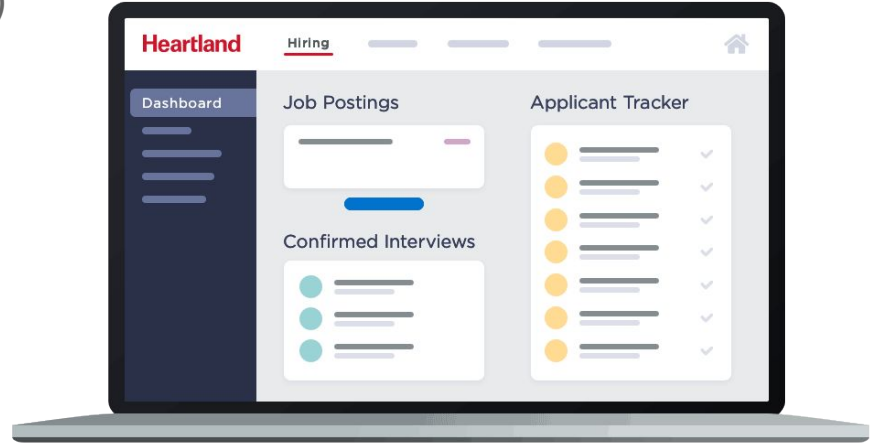 Heartland
Hiring
Dashboard
Job Postings
Applicant Tracker
Confirmed Interviews